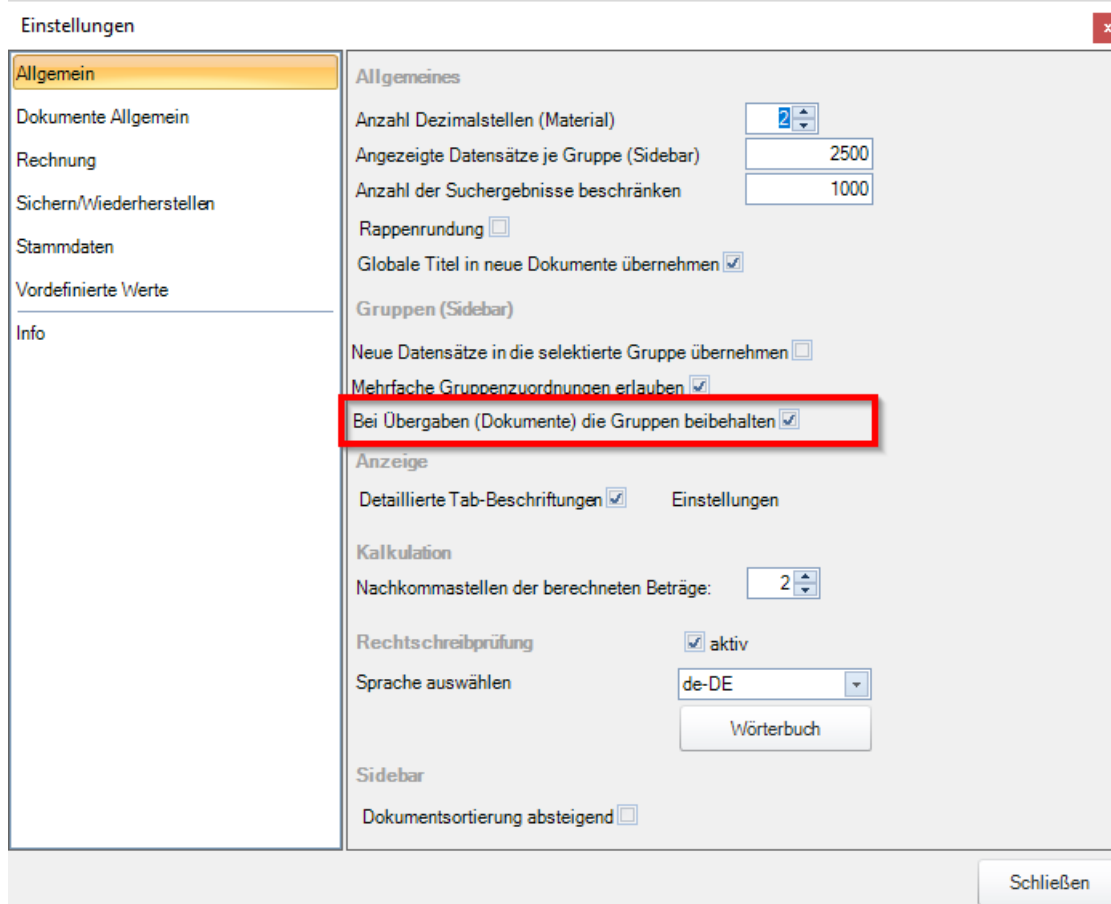 Einstellungen
x
Allgemein
Dokumente Allgemein
Rechnung
Sichern/Wiederherstellen
Stammdaten
Vordefinierte Werte
Info
Allgemeines
Anzahl Dezimalstellen (Material) 2
Angezeigte Datensätze je Gruppe (Sidebar) 2500
Anzahl der Suchergebnisse beschränken 1000
Rappenrundung
Globale Titel in neue Dokumente übernehmen
Gruppen (Sidebar)
Neue Datensätze in die selektierte Gruppe übernehmen
Mehrfache Gruppenzuordnungen erlauben
Bei Übergaben (Dokumente) die Gruppen beibehalten
Anzeige
Detaillierte Tab-Beschriftungen Einstellungen
Kalkulation
Nachkommastellen der berechneten Beträge: 2
Rechtschreibprüfung aktiv
Sprache auswählen de-DE
Wörterbuch
Sidebar
Dokumentsortierung absteigend
Schließen